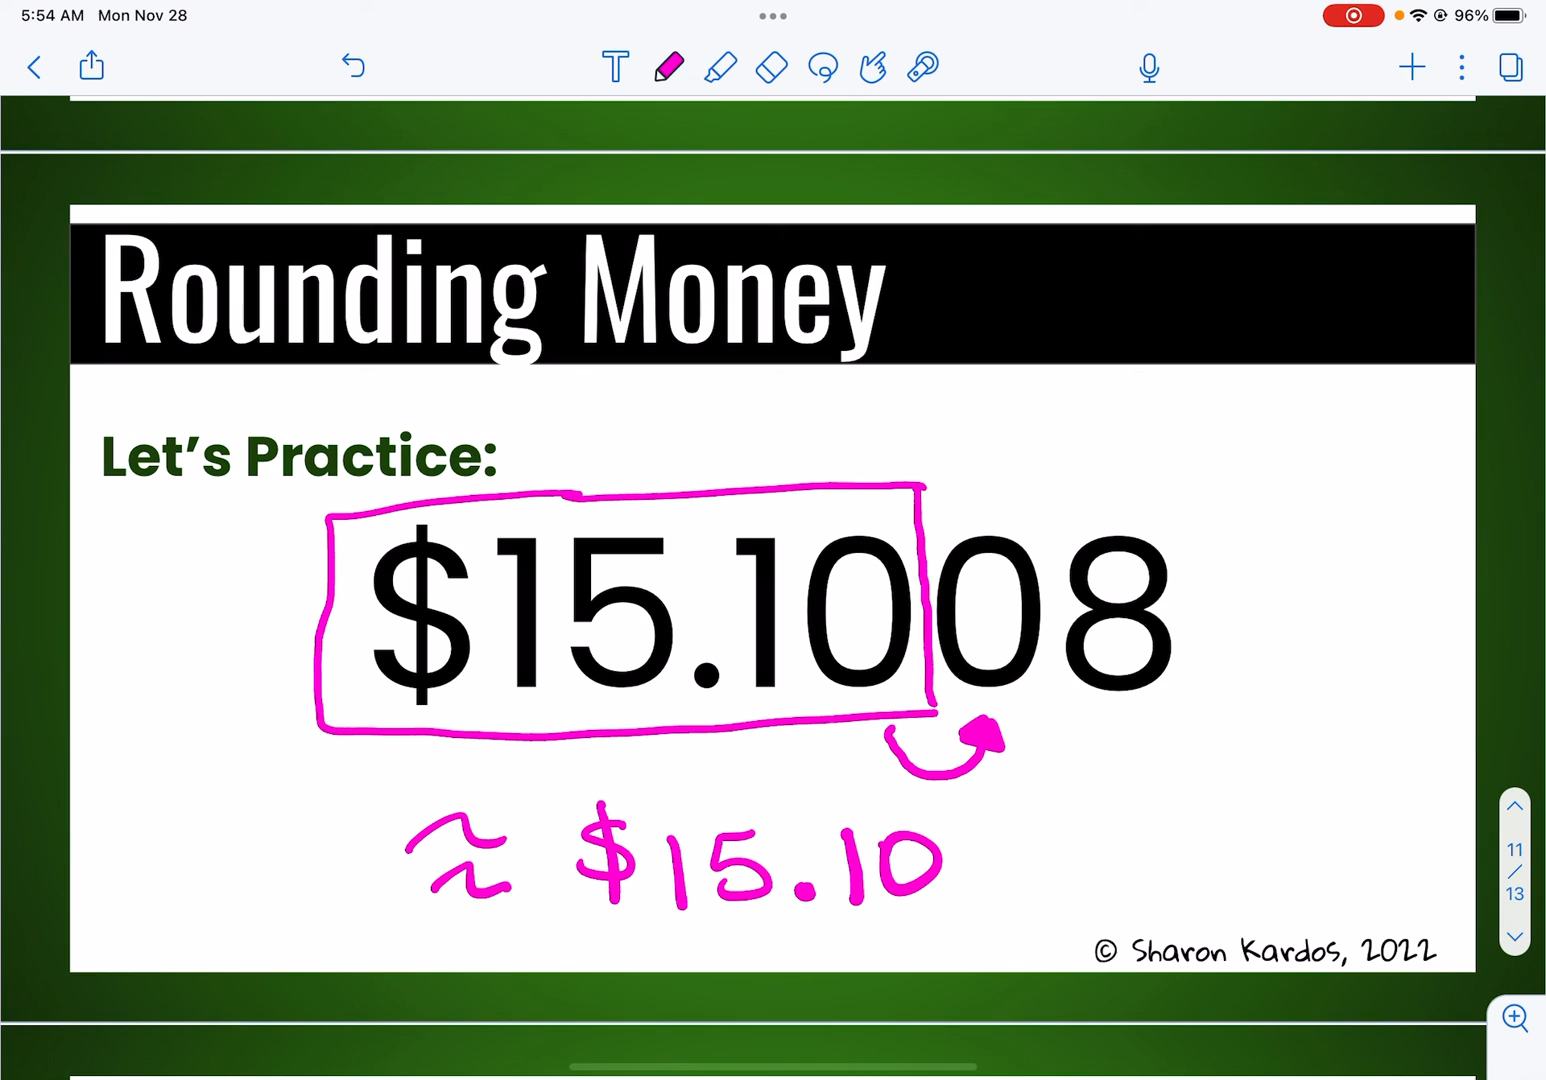 5:54 AM Mon Nov 28
96%
T
Rounding Money
Let's Practice:
$15.1008
≈ $15.10
© Sharon Kardos, 2022
11
/
13